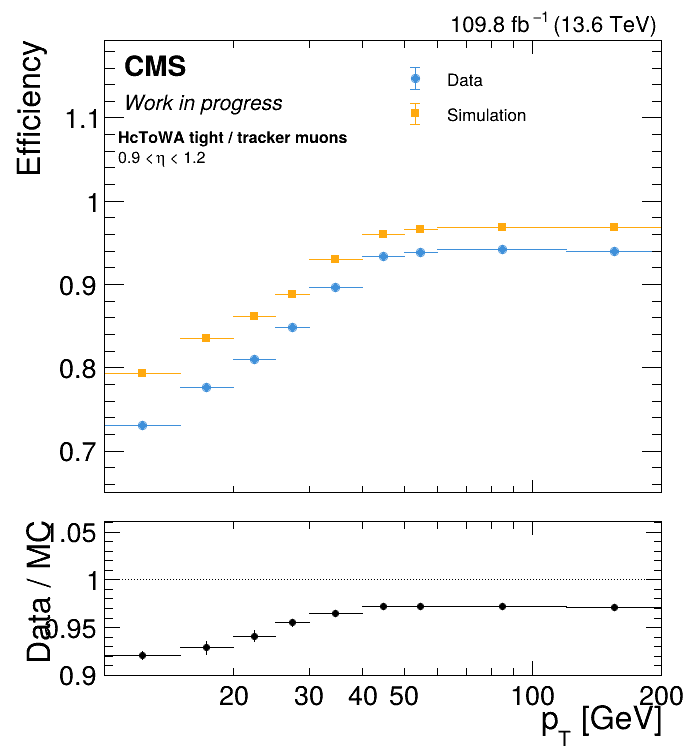 109.8 fb⁻¹ (13.6 TeV)
CMS
Work in progress
HcToWA tight / tracker muons
0.9 < η < 1.2
Data
Simulation
Efficiency
1.1
1
0.9
0.8
0.7
Data / MC
1.05
1
0.95
0.9
20 30 40 50 100 200
p_T [GeV]